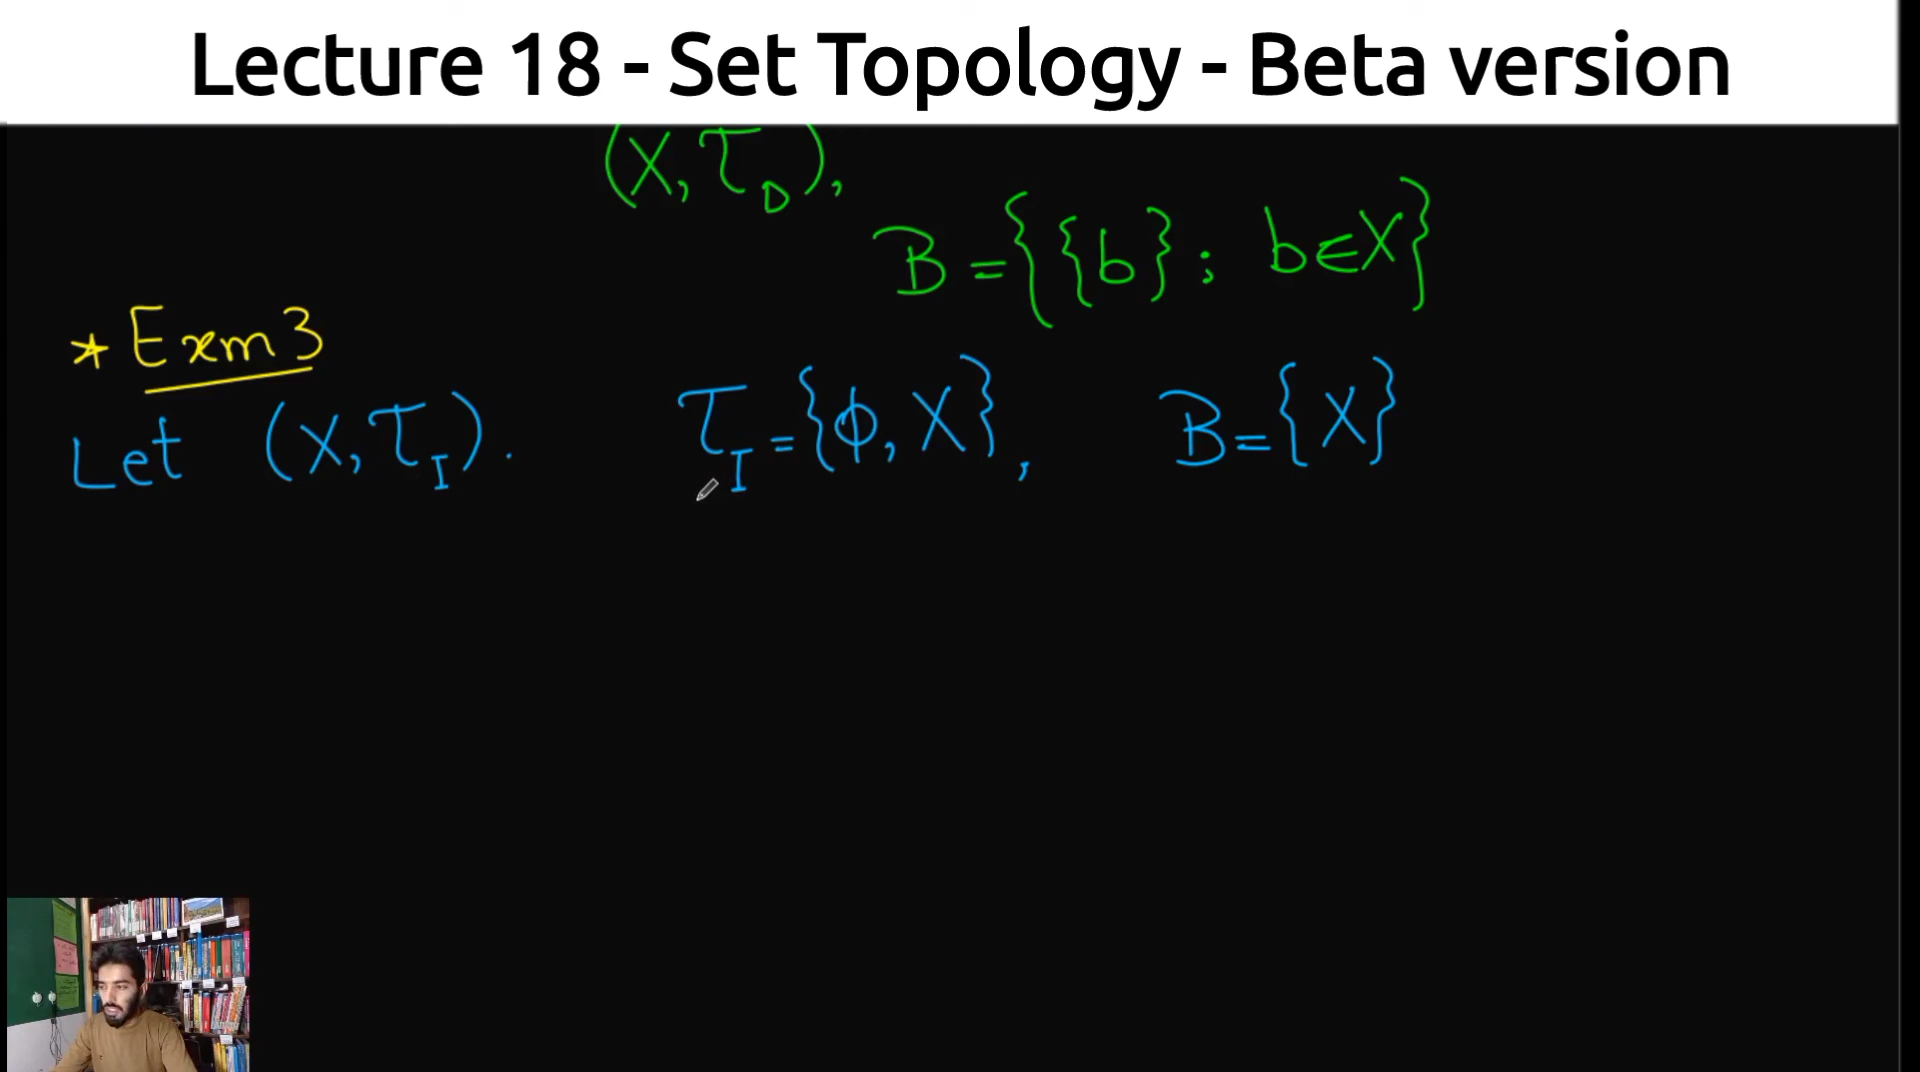 Lecture 18 - Set Topology - Beta version
(X, τ_D),
B = { {b} ; b∈X}
* Exm 3
Let (X, τ_I). τ_I = {φ, X}, B = {X}